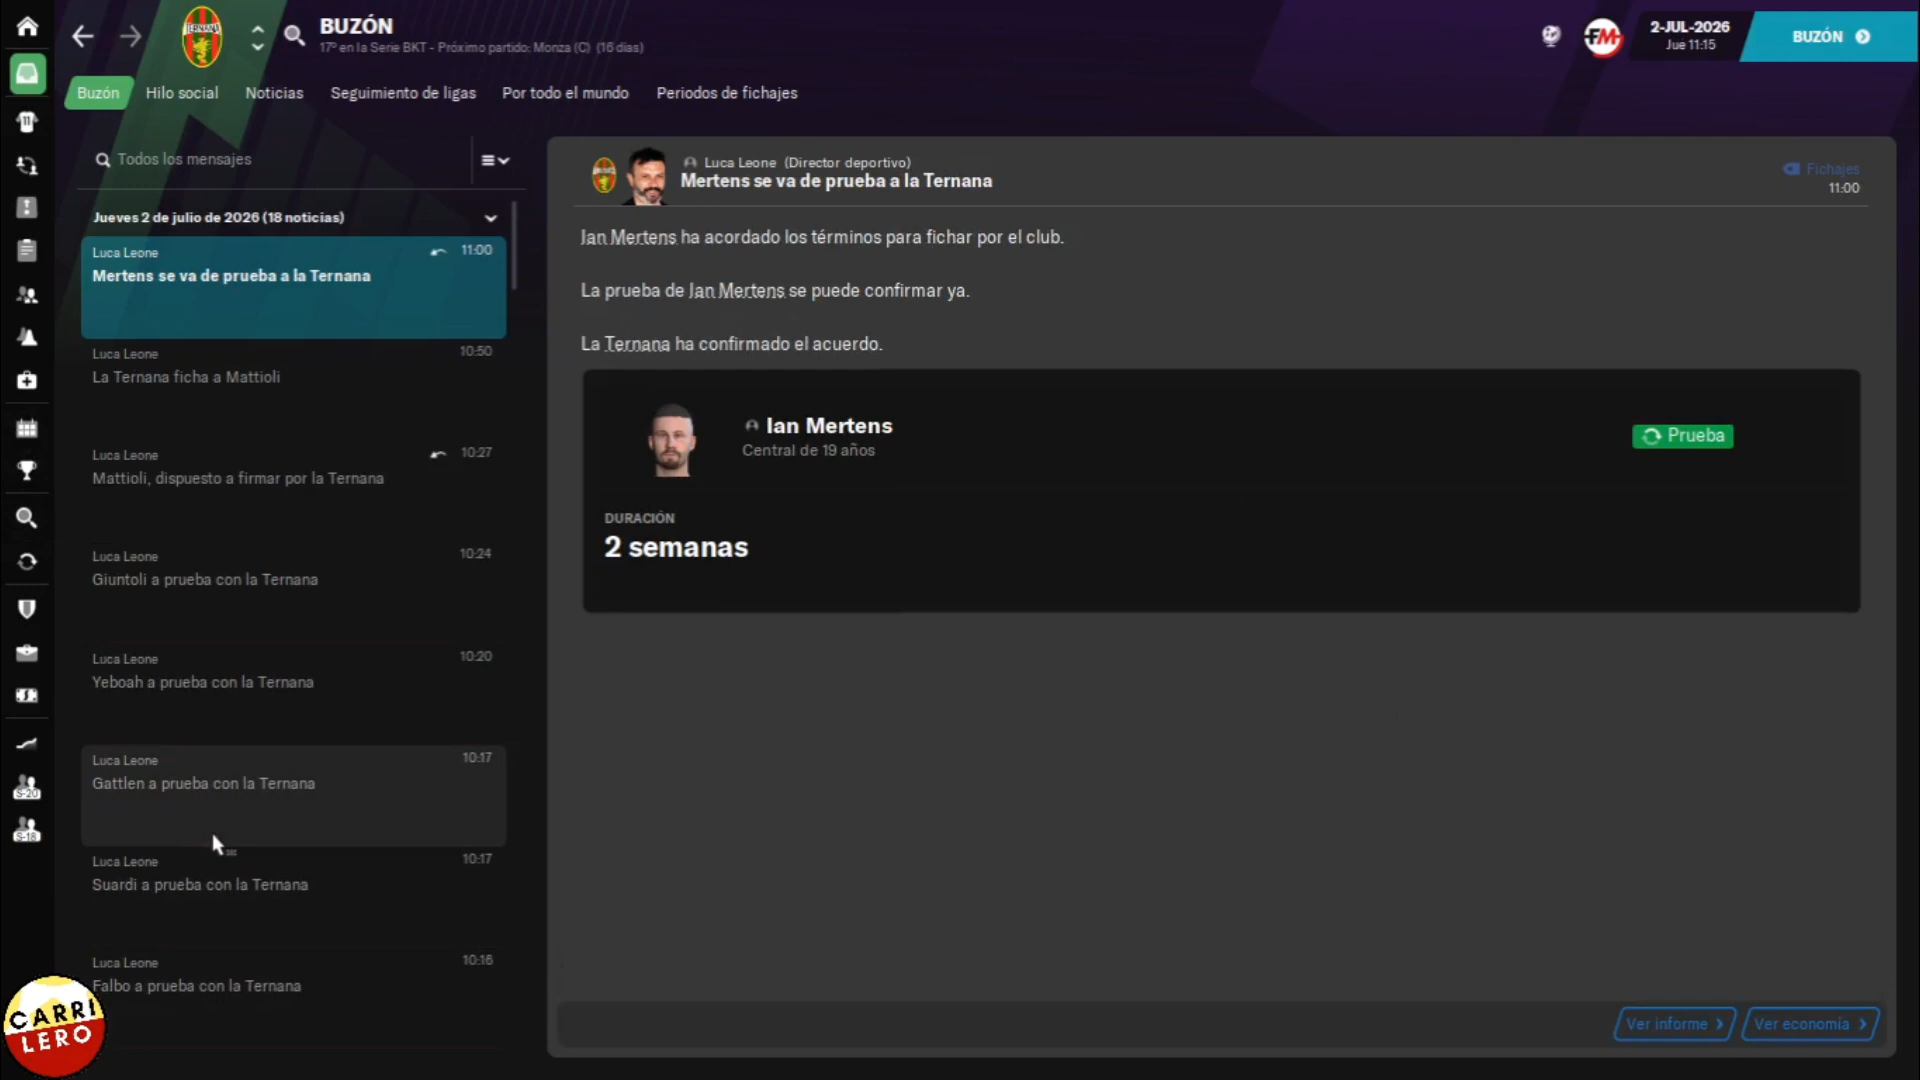 BUZÓN
17º en la Serie BKT - Próximo partido: Monza (C) (16 días)
FM
2-JUL-2026
Jue 11:15
BUZÓN
Buzón
Hilo social
Noticias
Seguimiento de ligas
Por todo el mundo
Periodos de fichajes
Todos los mensajes
Jueves 2 de julio de 2026 (18 noticias)
Luca Leone
11:00
Mertens se va de prueba a la Ternana
Luca Leone
10:50
La Ternana ficha a Mattioli
Luca Leone
10:27
Mattioli, dispuesto a firmar por la Ternana
Luca Leone
10:24
Giuntoli a prueba con la Ternana
Luca Leone
10:20
Yeboah a prueba con la Ternana
Luca Leone
10:17
Gattlen a prueba con la Ternana
Luca Leone
10:17
Suardi a prueba con la Ternana
Luca Leone
10:16
Falbo a prueba con la Ternana
Luca Leone (Director deportivo)
Mertens se va de prueba a la Ternana
Fichajes
11:00
Ian Mertens ha acordado los términos para fichar por el club.
La prueba de Ian Mertens se puede confirmar ya.
La Ternana ha confirmado el acuerdo.
Ian Mertens
Central de 19 años
Prueba
DURACIÓN
2 semanas
Ver informe
Ver economía
S-20
S-18
CARRI
LERO
TERNANA